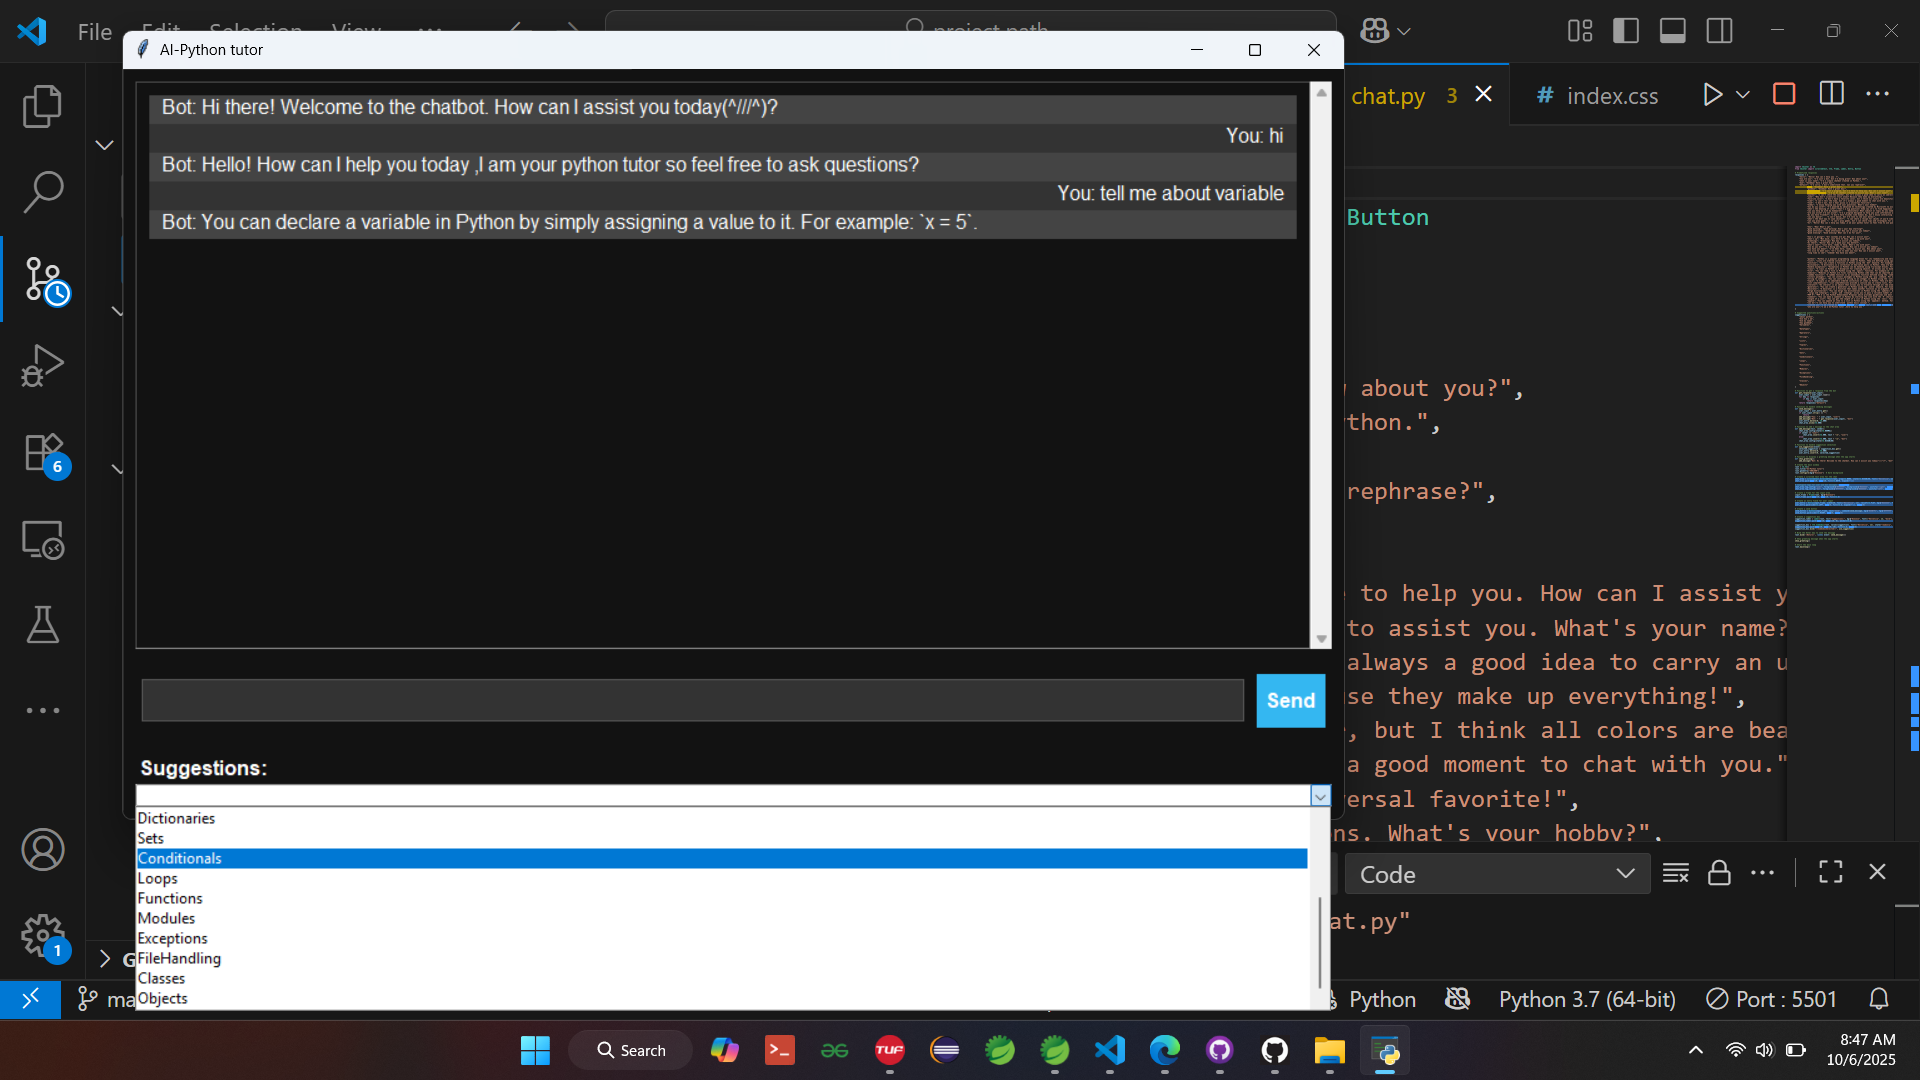 File Edit Selection View ...
project path
AI-Python tutor
chat.py 3
# index.css
Bot: Hi there! Welcome to the chatbot. How can I assist you today(^///^)?
You: hi
Bot: Hello! How can I help you today ,I am your python tutor so feel free to ask questions?
You: tell me about variable
Bot: You can declare a variable in Python by simply assigning a value to it. For example: `x = 5`.
Button
about you?",
thon.",
rephrase?",
to help you. How can I assist y
to assist you. What's your name?
always a good idea to carry an u
se they make up everything!",
, but I think all colors are bea
a good moment to chat with you."
ersal favorite!",
ns. What's your hobby?",
Send
Suggestions:
Dictionaries
Sets
Conditionals
Loops
Functions
Modules
Exceptions
FileHandling
Classes
Objects
6
1
G
Code
at.py"
ma
Python
Python 3.7 (64-bit)
Port : 5501
Search
TUF
8:47 AM
10/6/2025